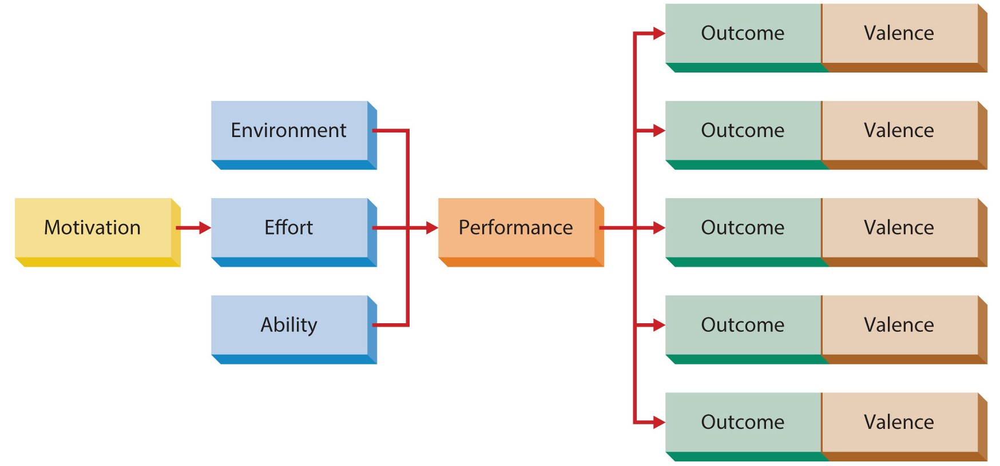 Motivation
Environment
Effort
Ability
Performance
Outcome Valence
Outcome Valence
Outcome Valence
Outcome Valence
Outcome Valence